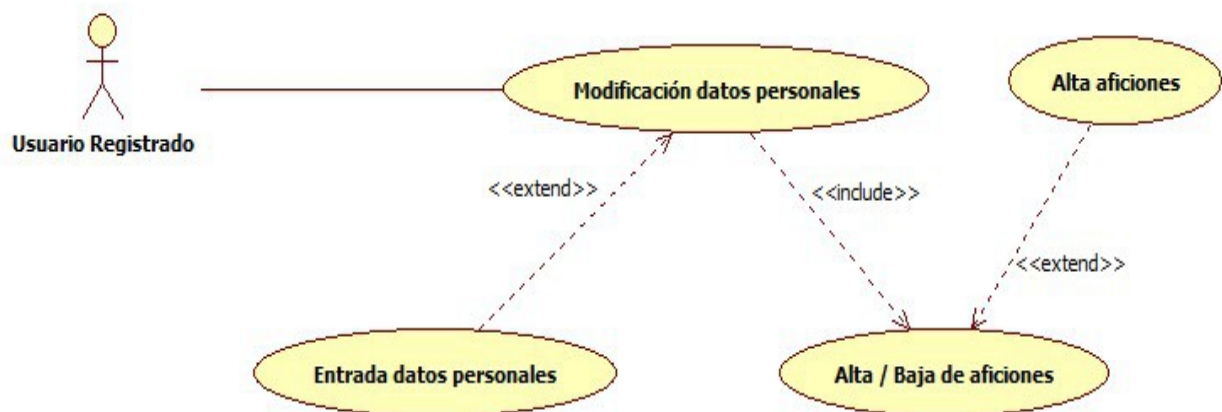 Modificación datos personales
Alta aficiones
Usuario Registrado
<<extend>>
<<include>>
<<extend>>
Entrada datos personales
Alta / Baja de aficiones